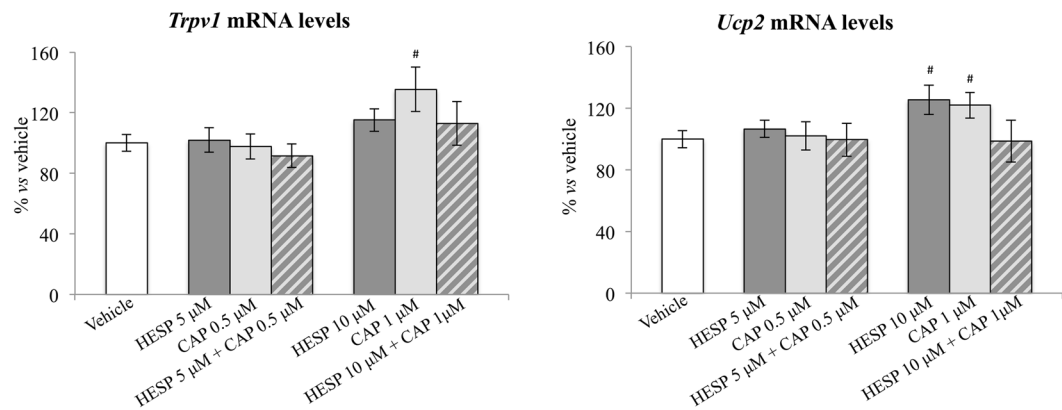 Trpv1 mRNA levels
160
120
80
40
0
% vs vehicle
#
Vehicle
HESP 5 µM
CAP 0.5 µM
HESP 5 µM + CAP 0.5 µM
HESP 10 µM
CAP 1 µM
HESP 10 µM + CAP 1µM
Ucp2 mRNA levels
160
120
80
40
0
% vs vehicle
#
#
Vehicle
HESP 5 µM
CAP 0.5 µM
HESP 5 µM + CAP 0.5 µM
HESP 10 µM
CAP 1 µM
HESP 10 µM + CAP 1µM